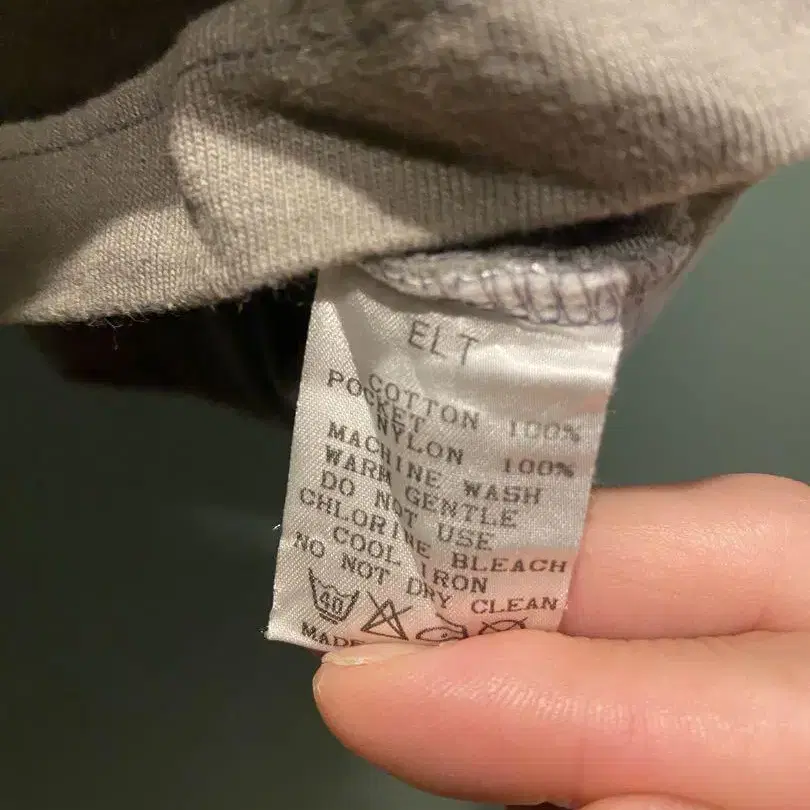 ELT
COTTON 100%
POCKET
NYLON 100%
MACHINE WASH
WARM GENTLE
DO NOT USE
CHLORINE BLEACH
COOL IRON
NO NOT DRY CLEAN
40
MADE